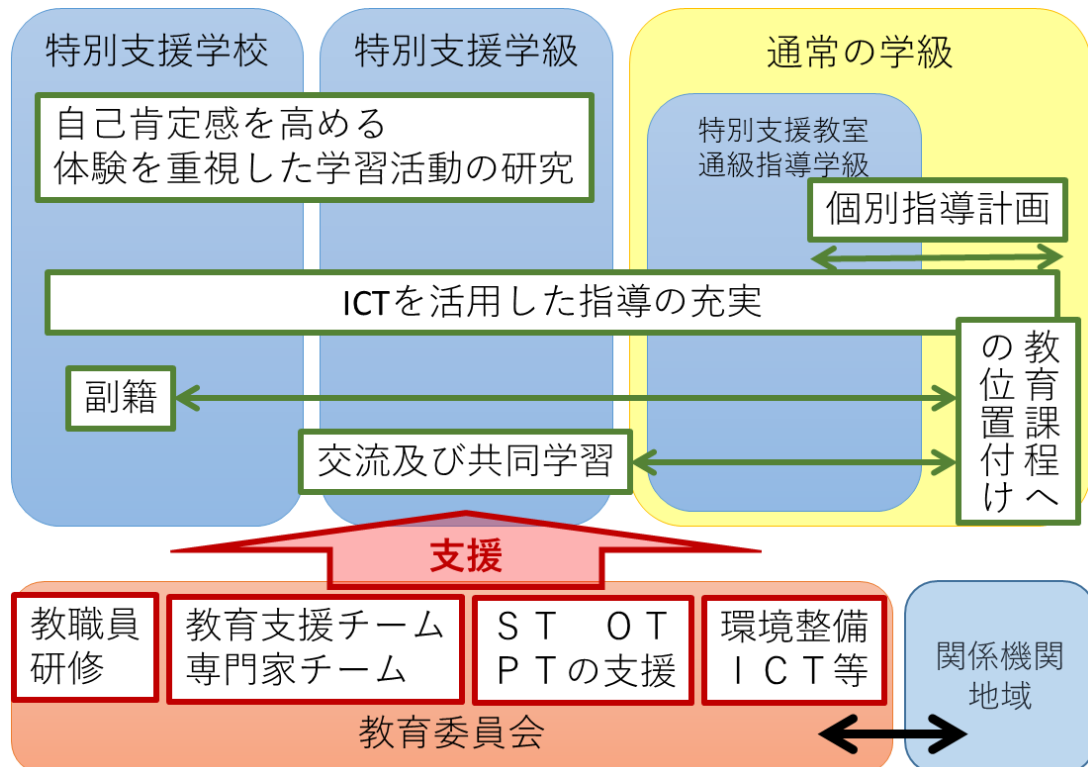 特別支援学校
特別支援学級
通常の学級
自己肯定感を高める
体験を重視した学習活動の研究
特別支援教室
通級指導学級
個別指導計画
ICTを活用した指導の充実
副籍
教育課程へ
の位置付け
交流及び共同学習
支援
教職員
研修
教育支援チーム
専門家チーム
ＳＴ　ＯＴ
ＰＴの支援
環境整備
ＩＣＴ等
教育委員会
関係機関
地域